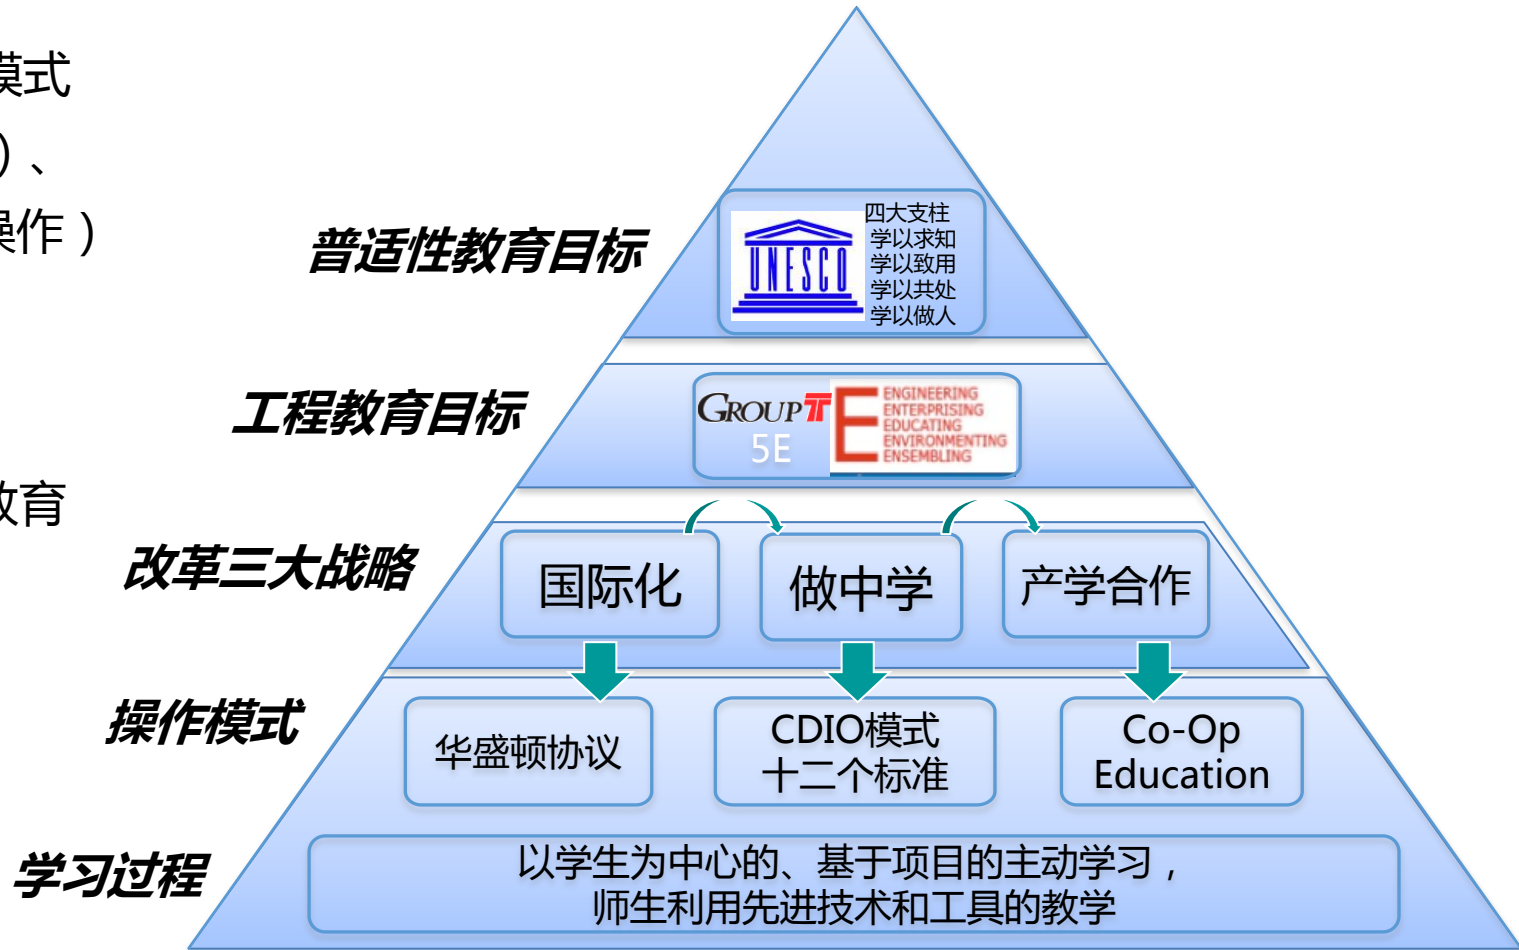 模式
）、
操作）
教育
普适性教育目标
UNESCO
四大支柱
学以求知
学以致用
学以共处
学以做人
工程教育目标
GROUP T
5E
E
ENGINEERING
ENTERPRISING
EDUCATING
ENVIRONMENTING
ENSEMBLING
改革三大战略
国际化
做中学
产学合作
操作模式
华盛顿协议
CDIO模式
十二个标准
Co-Op
Education
学习过程
以学生为中心的、基于项目的主动学习，
师生利用先进技术和工具的教学